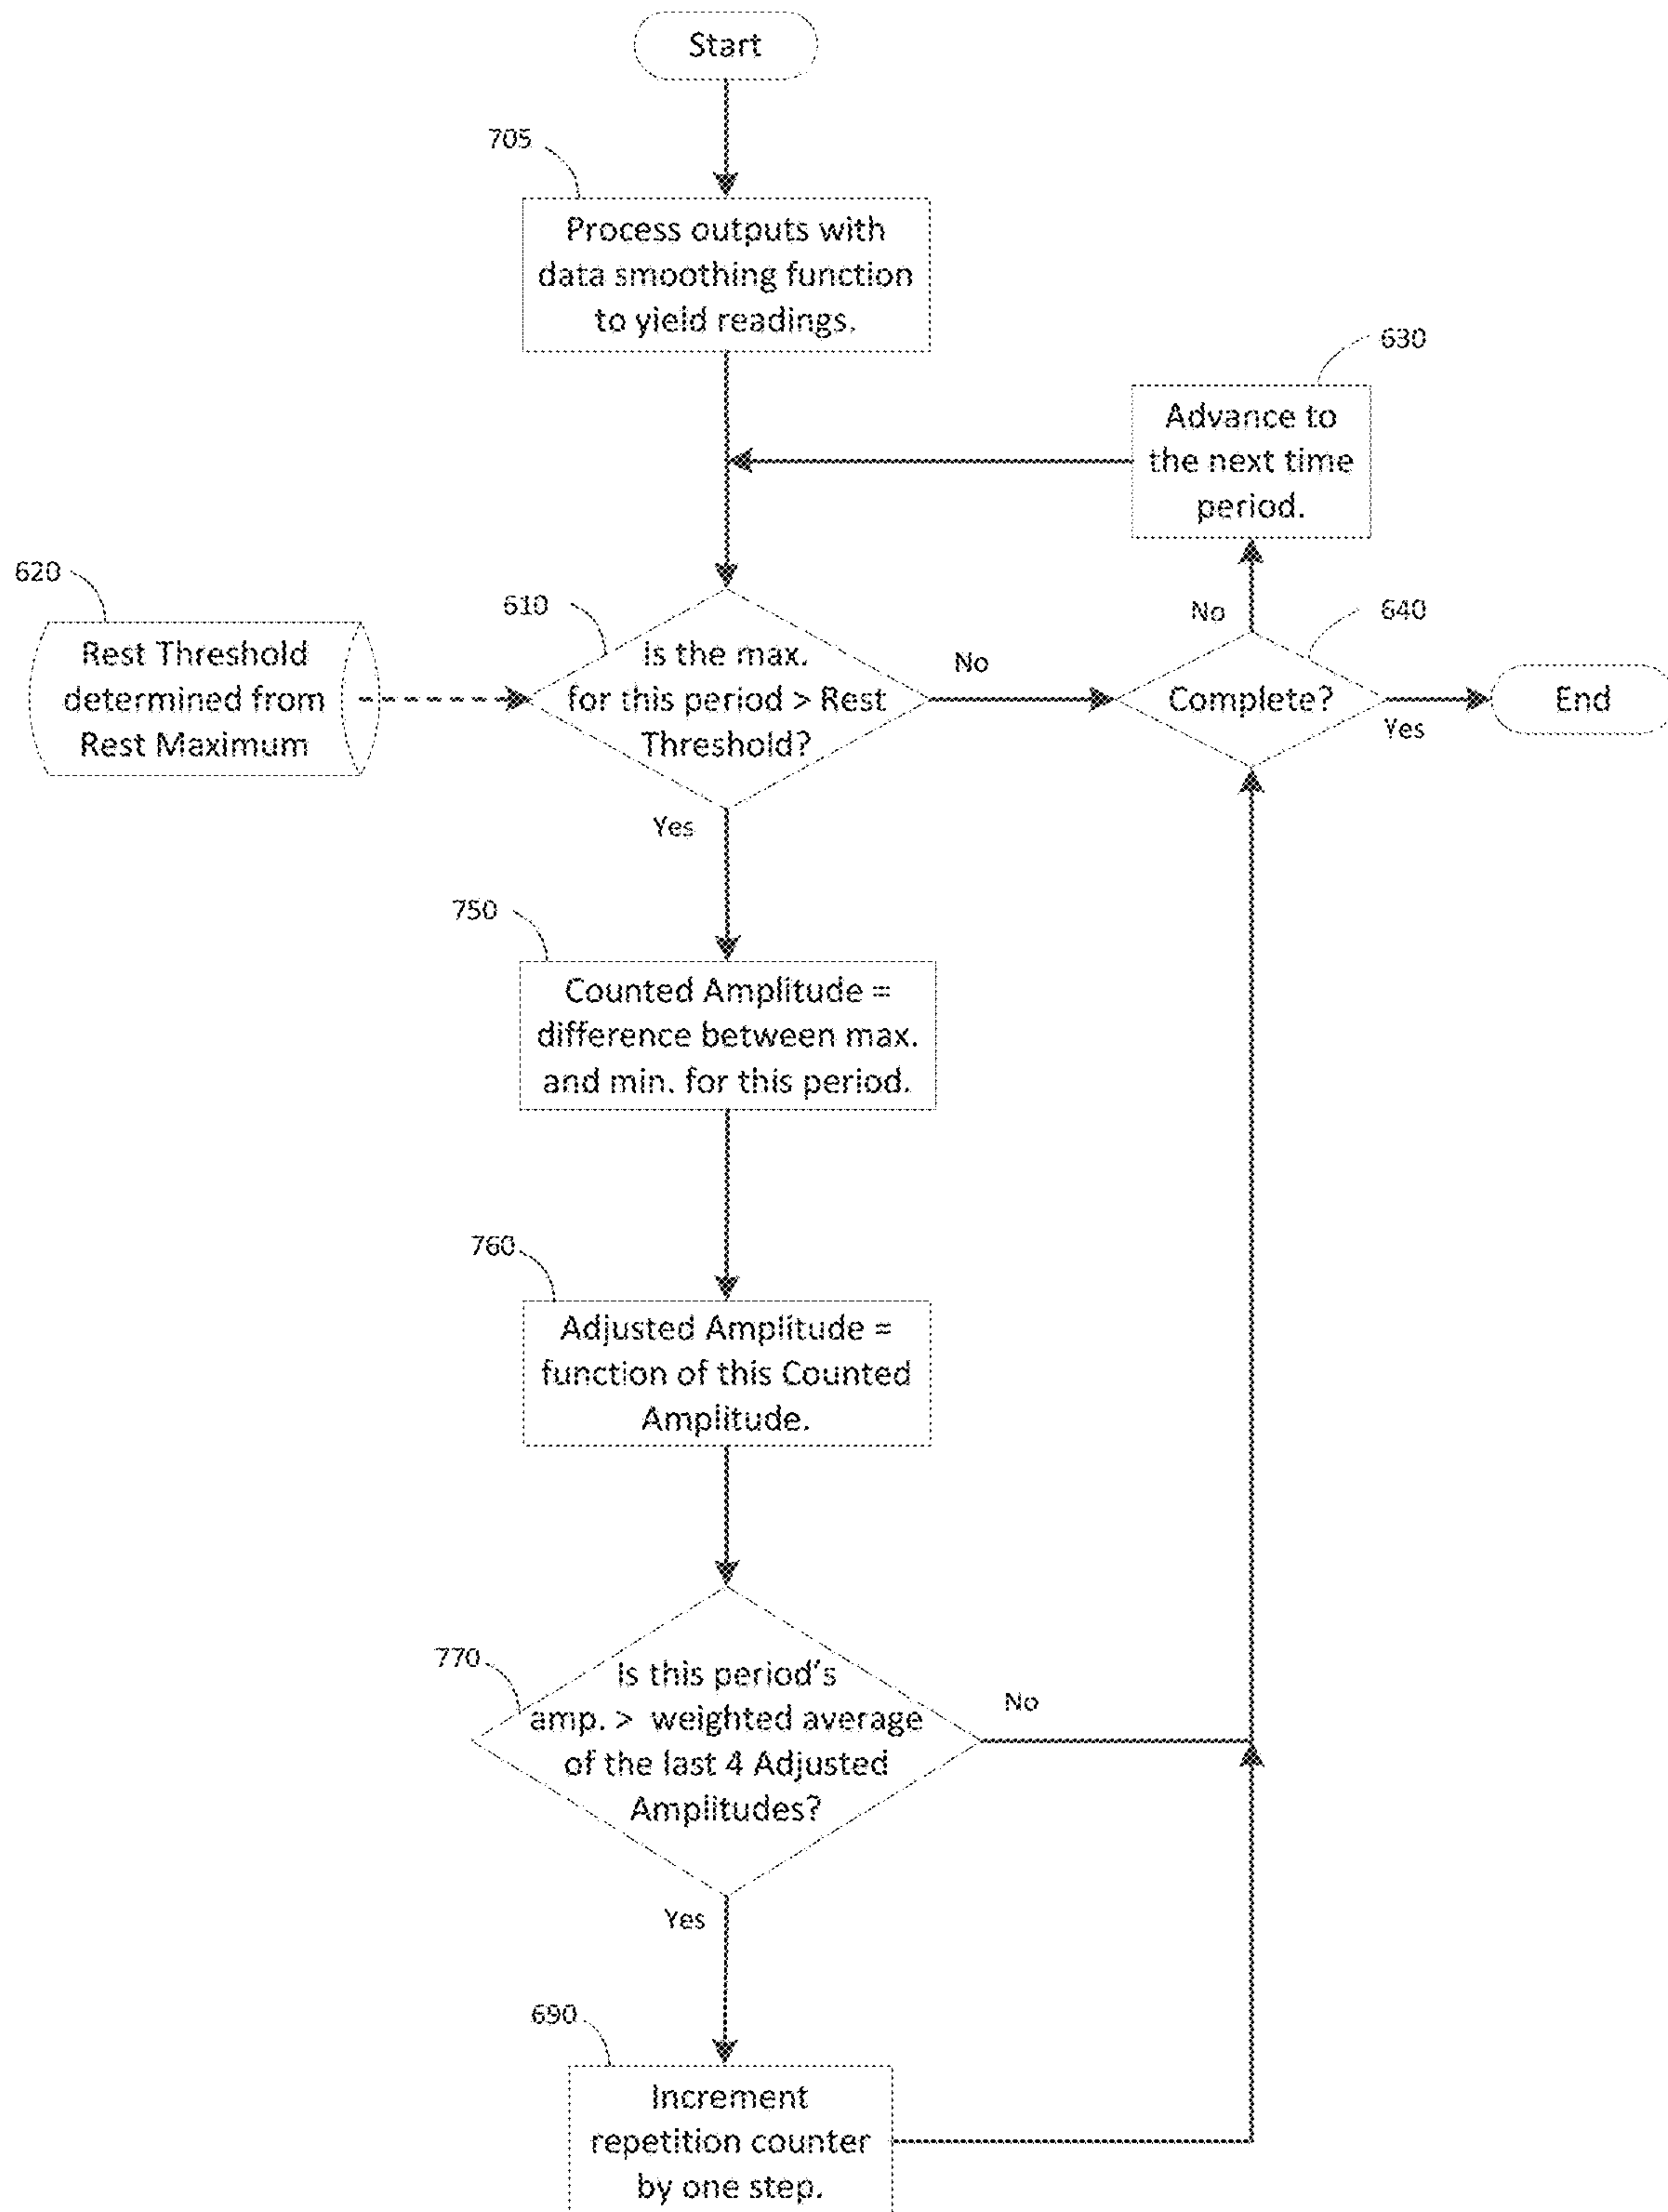 Start
705
Process outputs with
data smoothing function
to yield readings.
630
Advance to
the next time
period.
620
Rest Threshold
determined from
Rest Maximum
610
Is the max.
for this period > Rest
Threshold?
No
No
640
Complete?
Yes
End
Yes
750
Counted Amplitude =
difference between max.
and min. for this period.
760
Adjusted Amplitude =
function of this Counted
Amplitude.
770
Is this period's
amp. > weighted average
of the last 4 Adjusted
Amplitudes?
No
Yes
690
Increment
repetition counter
by one step.